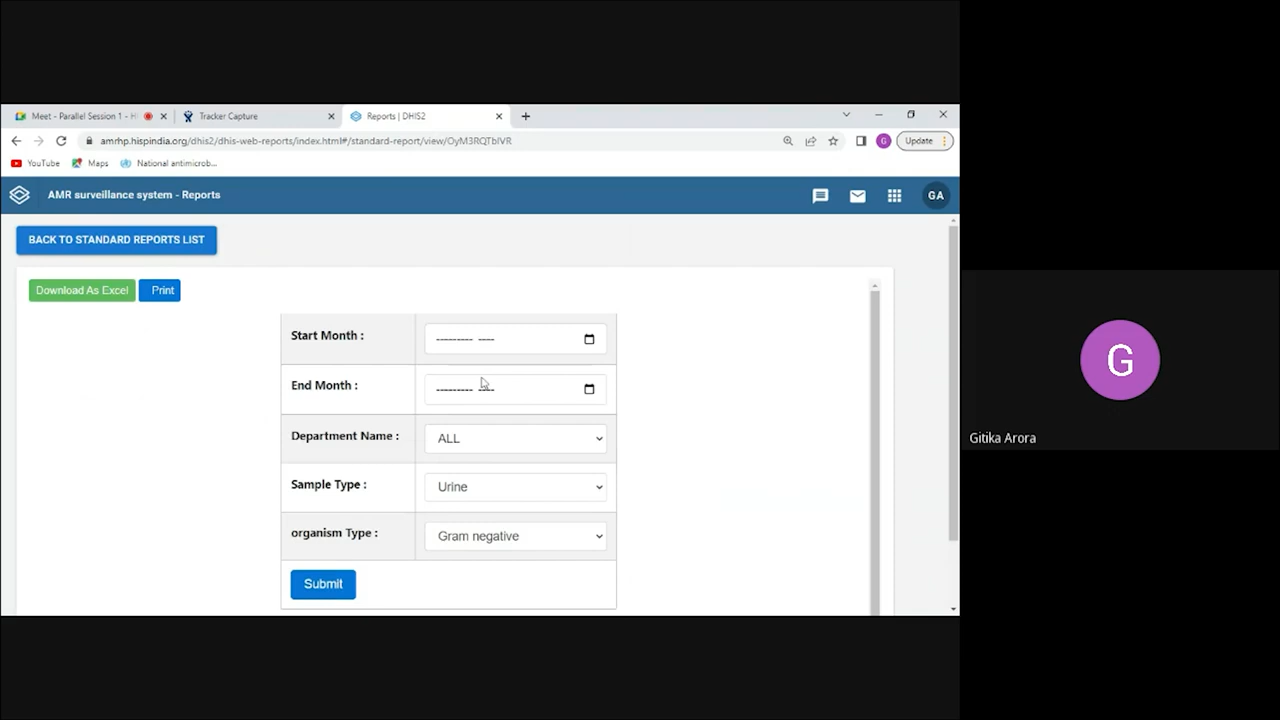 Meet - Parallel Session 1 - H
Tracker Capture
Reports | DHIS2
amrhp.hispindia.org/dhis2/dhis-web-reports/index.html#/standard-report/view/OyM3RQTbIVR
G
Update
YouTube
Maps
National antimicrob...
AMR surveillance system - Reports
GA
BACK TO STANDARD REPORTS LIST
Download As Excel
Print
Start Month :
--------- ----
End Month :
--------- ----
Department Name :
ALL
Sample Type :
Urine
organism Type :
Gram negative
Submit
G
Gitika Arora